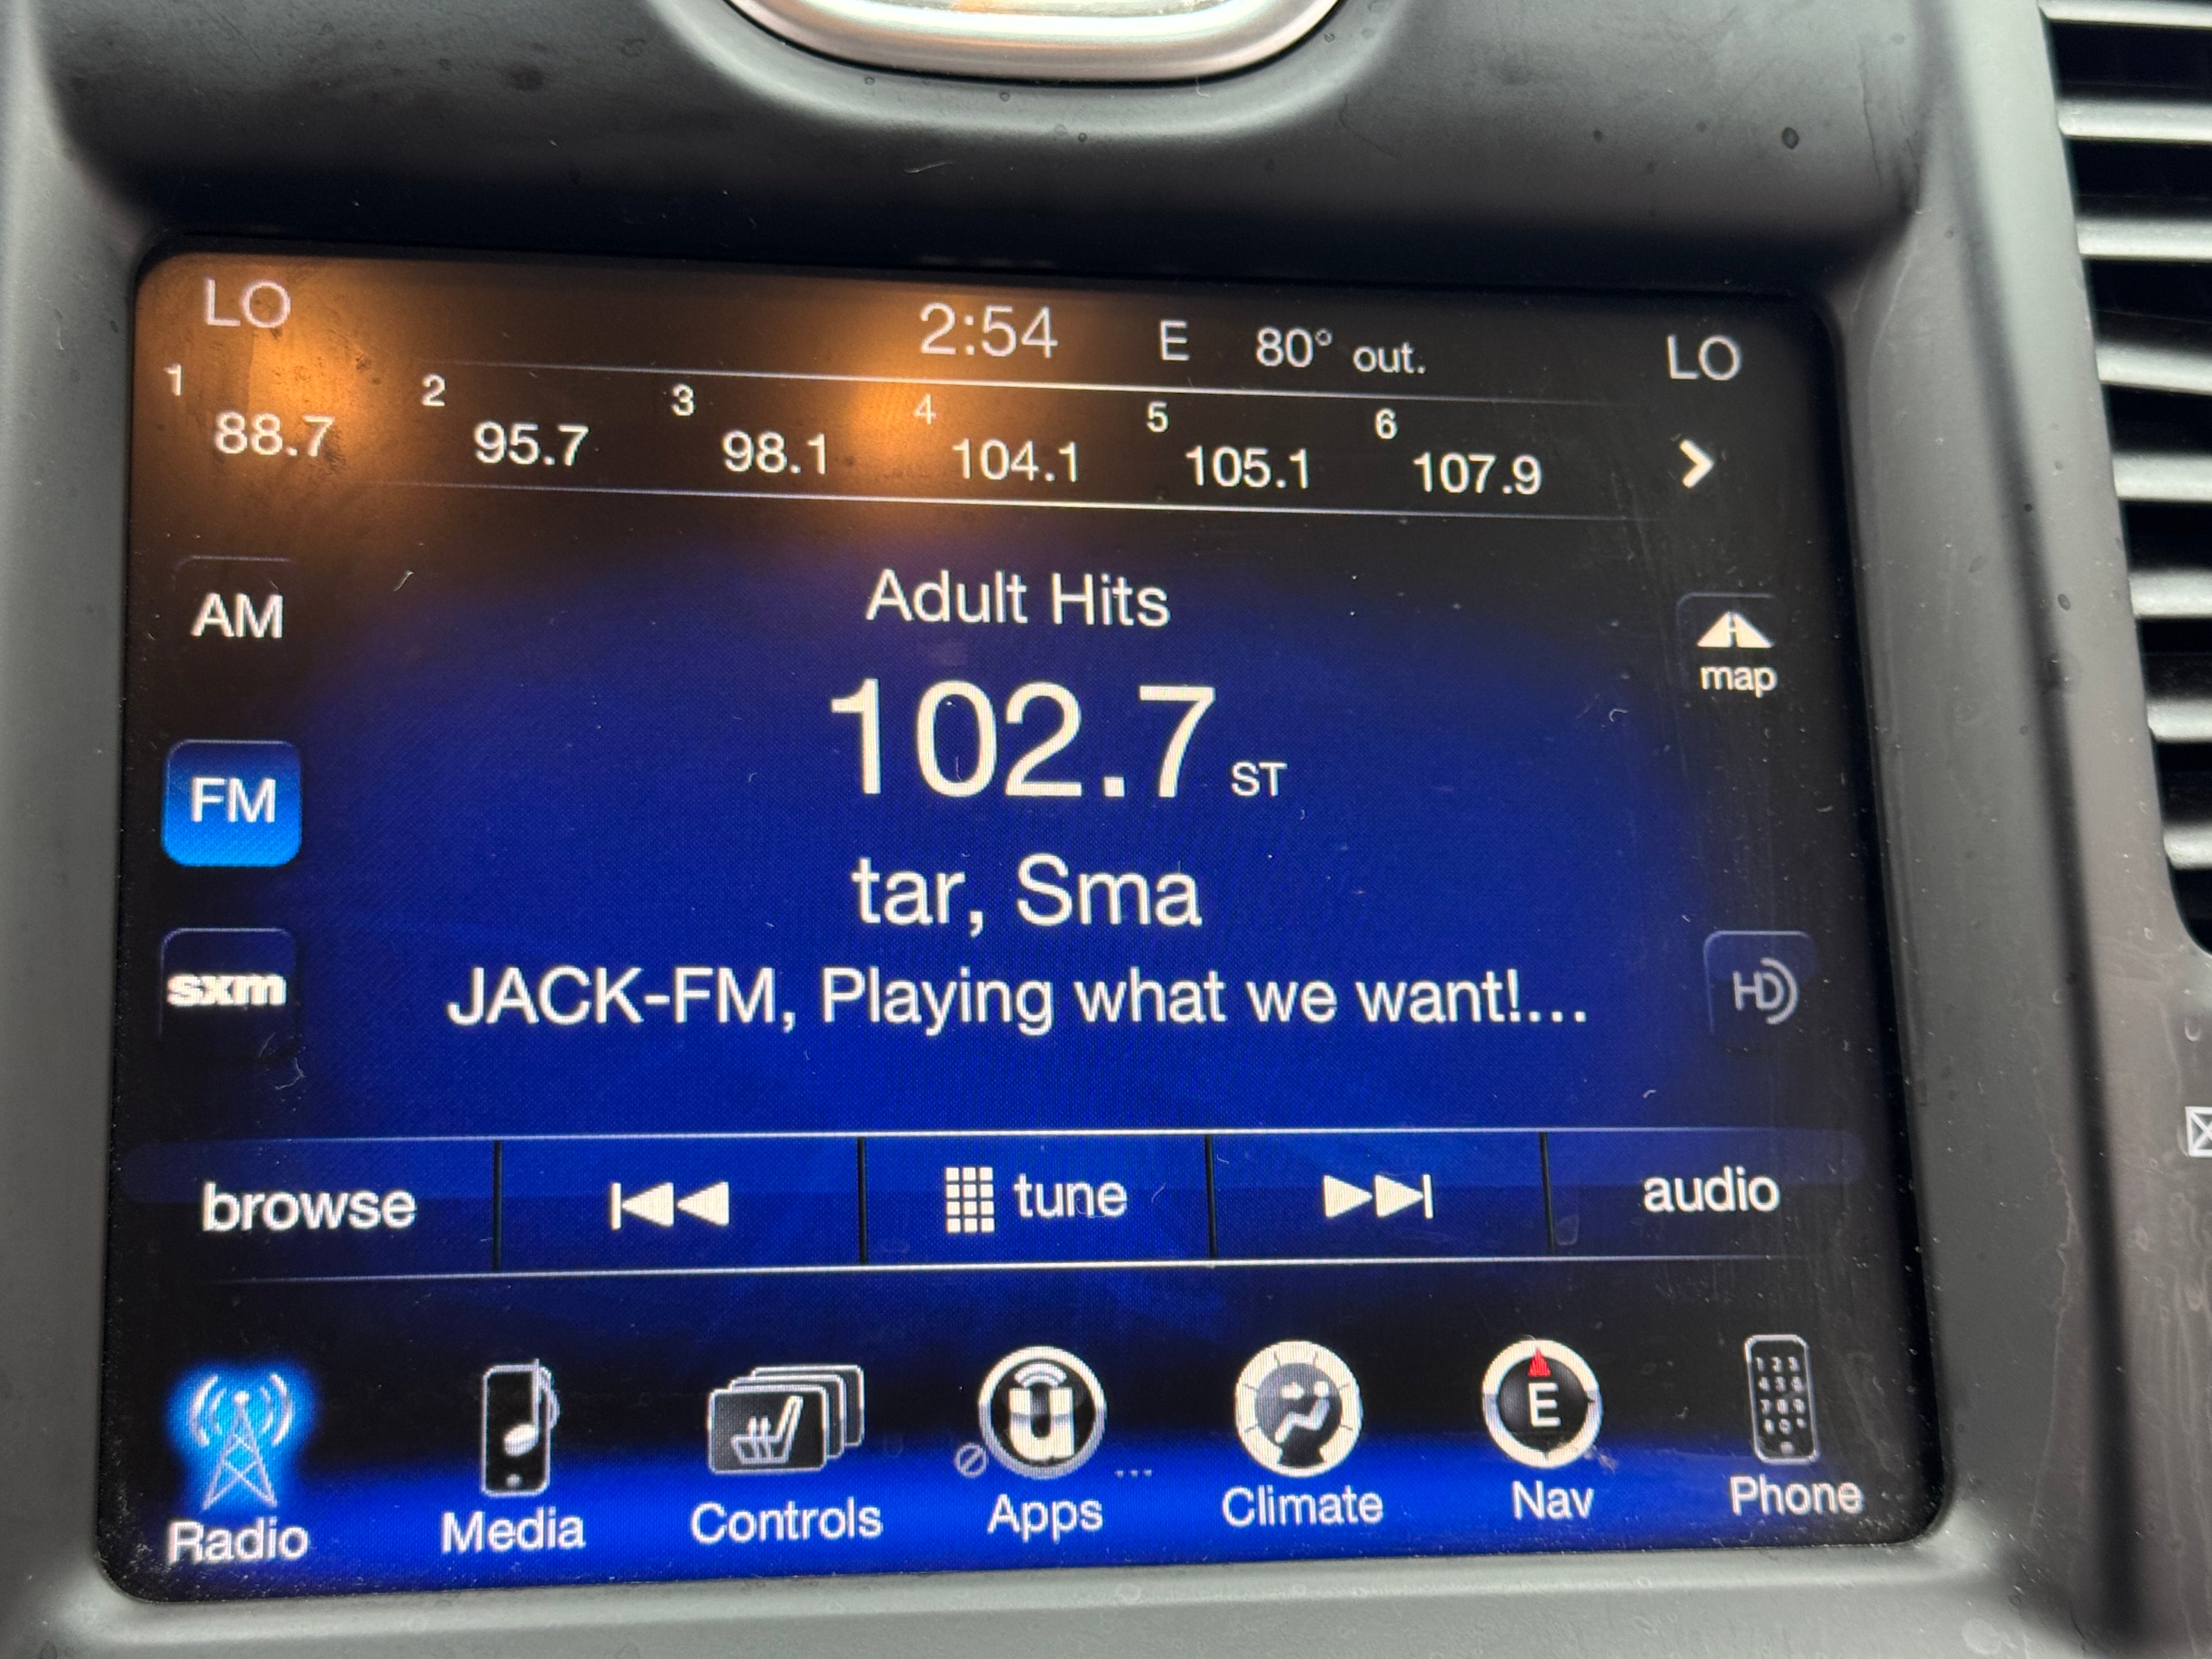 LO 2:54 E 80° out. LO
1 88.7 2 95.7 3 98.1 4 104.1 5 105.1 6 107.9
AM
Adult Hits
map
FM
102.7 ST
tar, Sma
sxm
JACK-FM, Playing what we want!...
HD
browse tune audio
E
Radio Media Controls Apps Climate Nav Phone